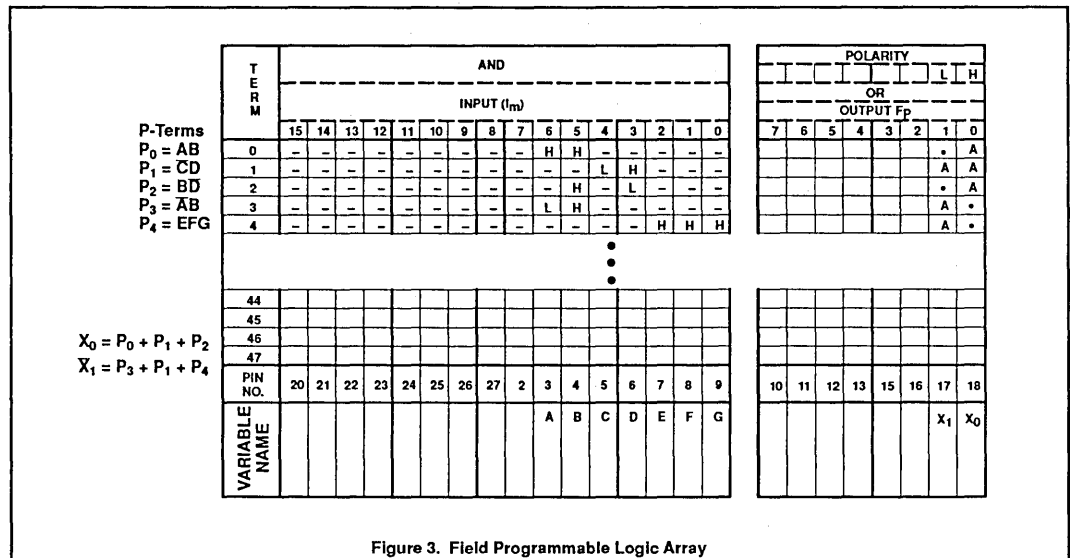 TERM
AND
INPUT (Im)
POLARITY
L H
OR
OUTPUT FP
P-Terms
15 14 13 12 11 10 9 8 7 6 5 4 3 2 1 0
7 6 5 4 3 2 1 0
P0 = AB 0 – – – – – – – – – H H – – – – – • A
P1 = C̅D 1 – – – – – – – – – – – L H – – – A A
P2 = BD̅ 2 – – – – – – – – – – H – L – – – • A
P3 = A̅B 3 – – – – – – – – – L H – – – – – A •
P4 = EFG 4 – – – – – – – – – – – – – H H H A •
44
45
X0 = P0 + P1 + P2 46
X̅1 = P3 + P1 + P4 47
PIN NO. 20 21 22 23 24 25 26 27 2 3 4 5 6 7 8 9 10 11 12 13 15 16 17 18
VARIABLE NAME A B C D E F G X1 X0
Figure 3. Field Programmable Logic Array